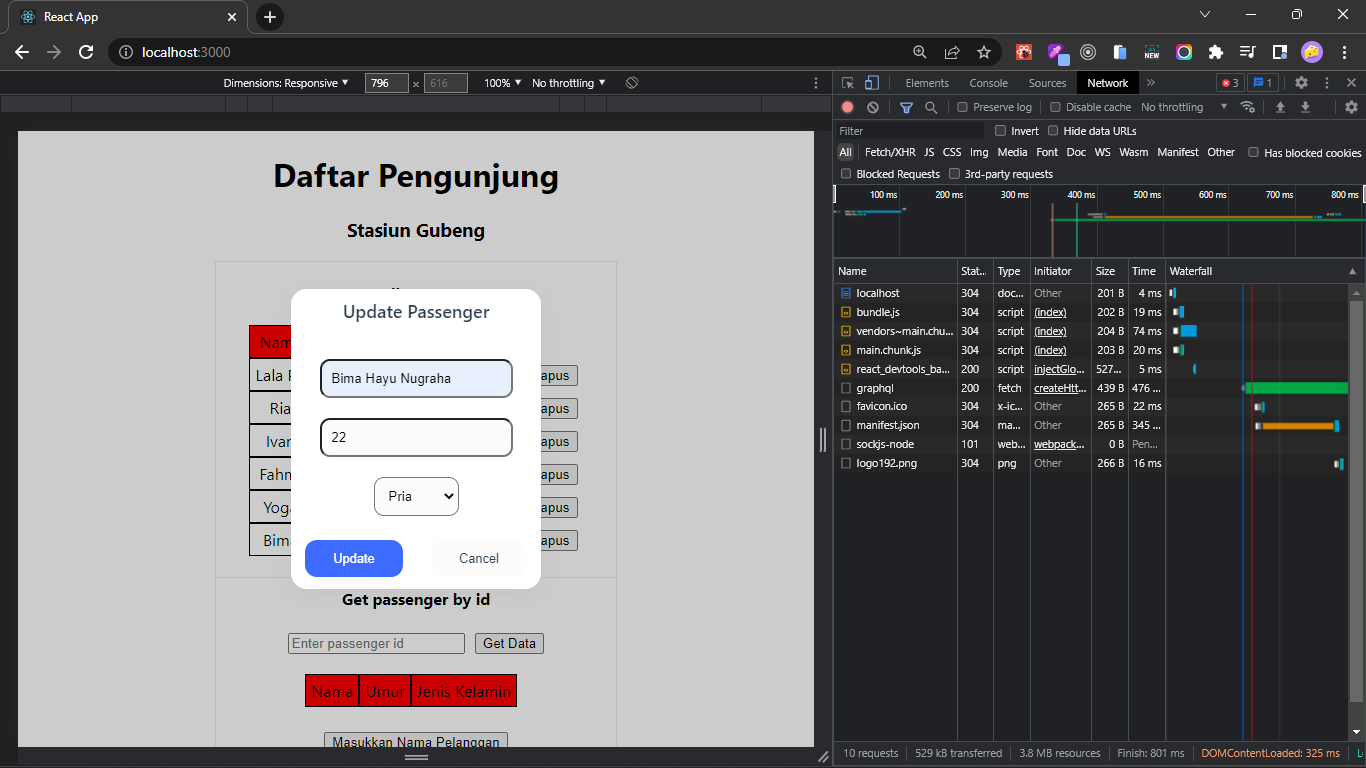 React App
localhost:3000
Dimensions: Responsive 796 × 616 100% No throttling
Elements Console Sources Network 3 1
Preserve log Disable cache No throttling
Filter Invert Hide data URLs
All Fetch/XHR JS CSS Img Media Font Doc WS Wasm Manifest Other Has blocked cookies
Blocked Requests 3rd-party requests
100 ms 200 ms 300 ms 400 ms 500 ms 600 ms 700 ms 800 ms
Name Stat... Type Initiator Size Time Waterfall
localhost 304 doc... Other 201 B 4 ms
bundle.js 304 script (index) 202 B 19 ms
vendors~main.chu... 304 script (index) 204 B 74 ms
main.chunk.js 304 script (index) 203 B 20 ms
react_devtools_ba... 200 script injectGlo... 527... 5 ms
graphql 200 fetch createHtt... 439 B 476 ...
favicon.ico 304 x-ic... Other 265 B 22 ms
manifest.json 304 ma... Other 265 B 345 ...
sockjs-node 101 web... webpack... 0 B Pen...
logo192.png 304 png Other 266 B 16 ms
10 requests 529 kB transferred 3.8 MB resources Finish: 801 ms DOMContentLoaded: 325 ms
Daftar Pengunjung
Stasiun Gubeng
Update Passenger
Bima Hayu Nugraha
22
Pria
Update Cancel
Lala apus
Ria apus
Ivan apus
Fahm apus
Yoga apus
Bima apus
Get passenger by id
Enter passenger id Get Data
Nama Umur Jenis Kelamin
Masukkan Nama Pelanggan